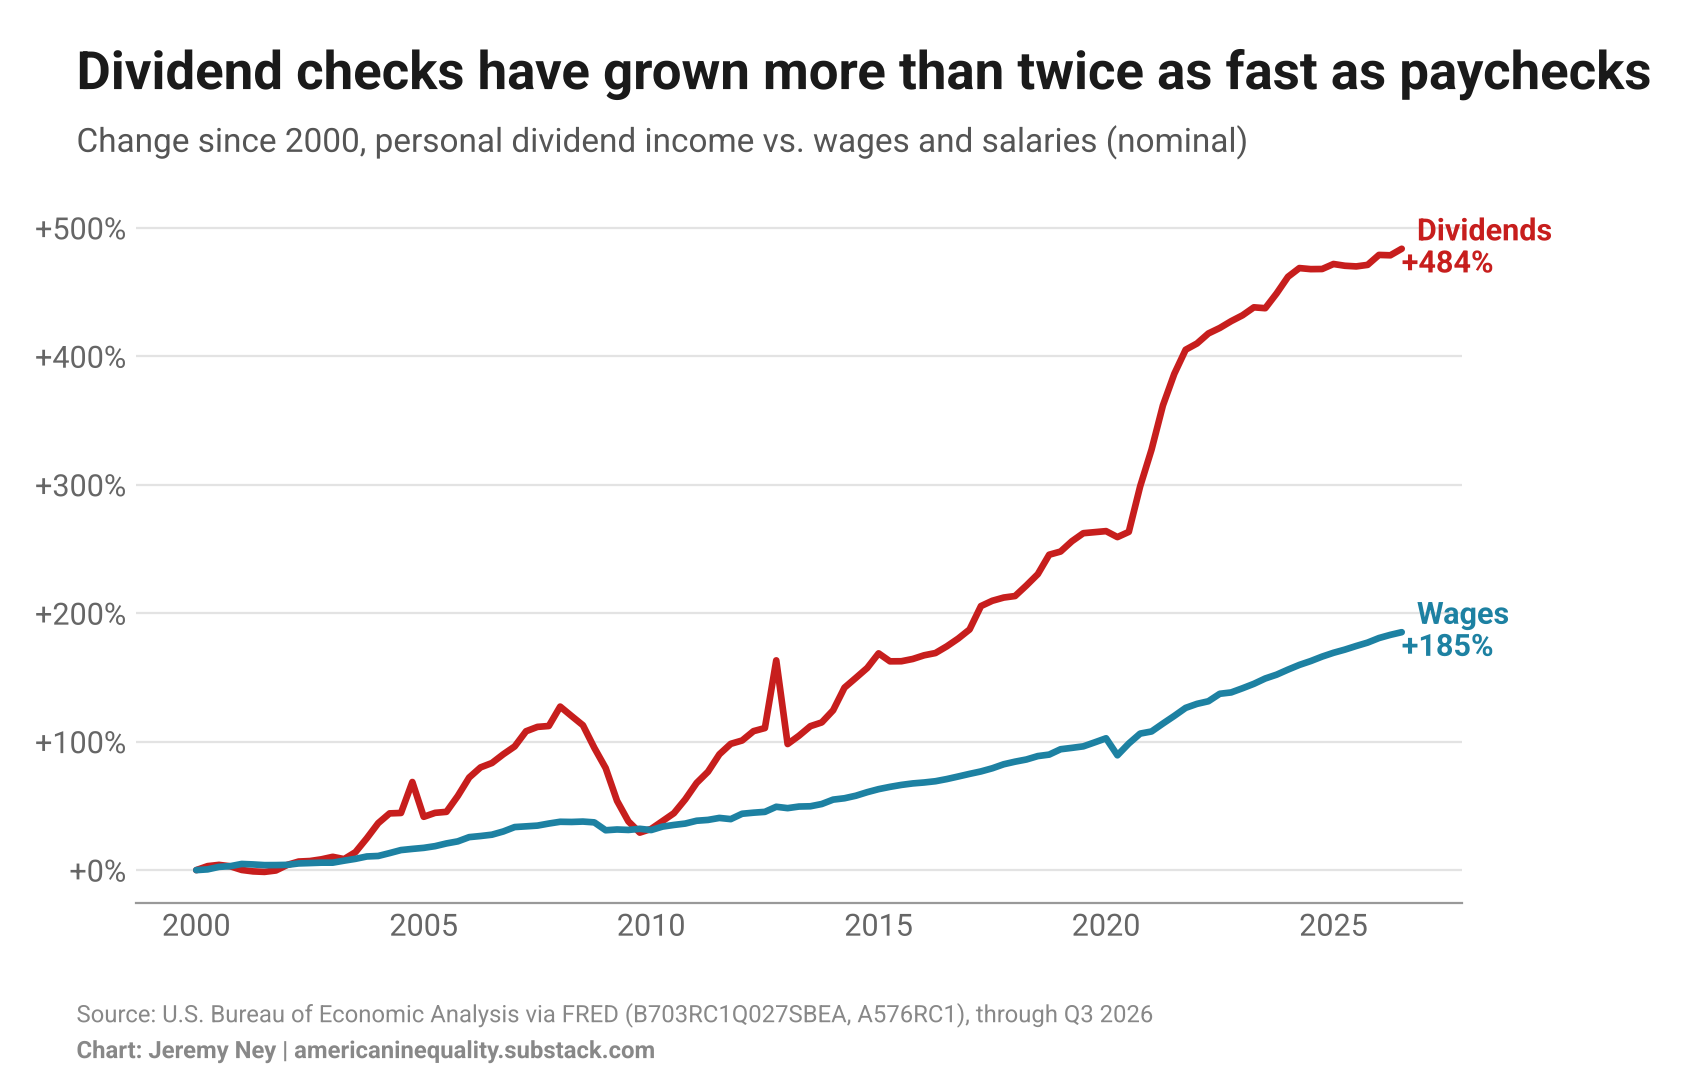 Dividend checks have grown more than twice as fast as paychecks
Change since 2000, personal dividend income vs. wages and salaries (nominal)
+500%
+400%
+300%
+200%
+100%
+0%
Dividends
+484%
Wages
+185%
2000
2005
2010
2015
2020
2025
Source: U.S. Bureau of Economic Analysis via FRED (B703RC1Q027SBEA, A576RC1), through Q3 2026
Chart: Jeremy Ney | americaninequality.substack.com